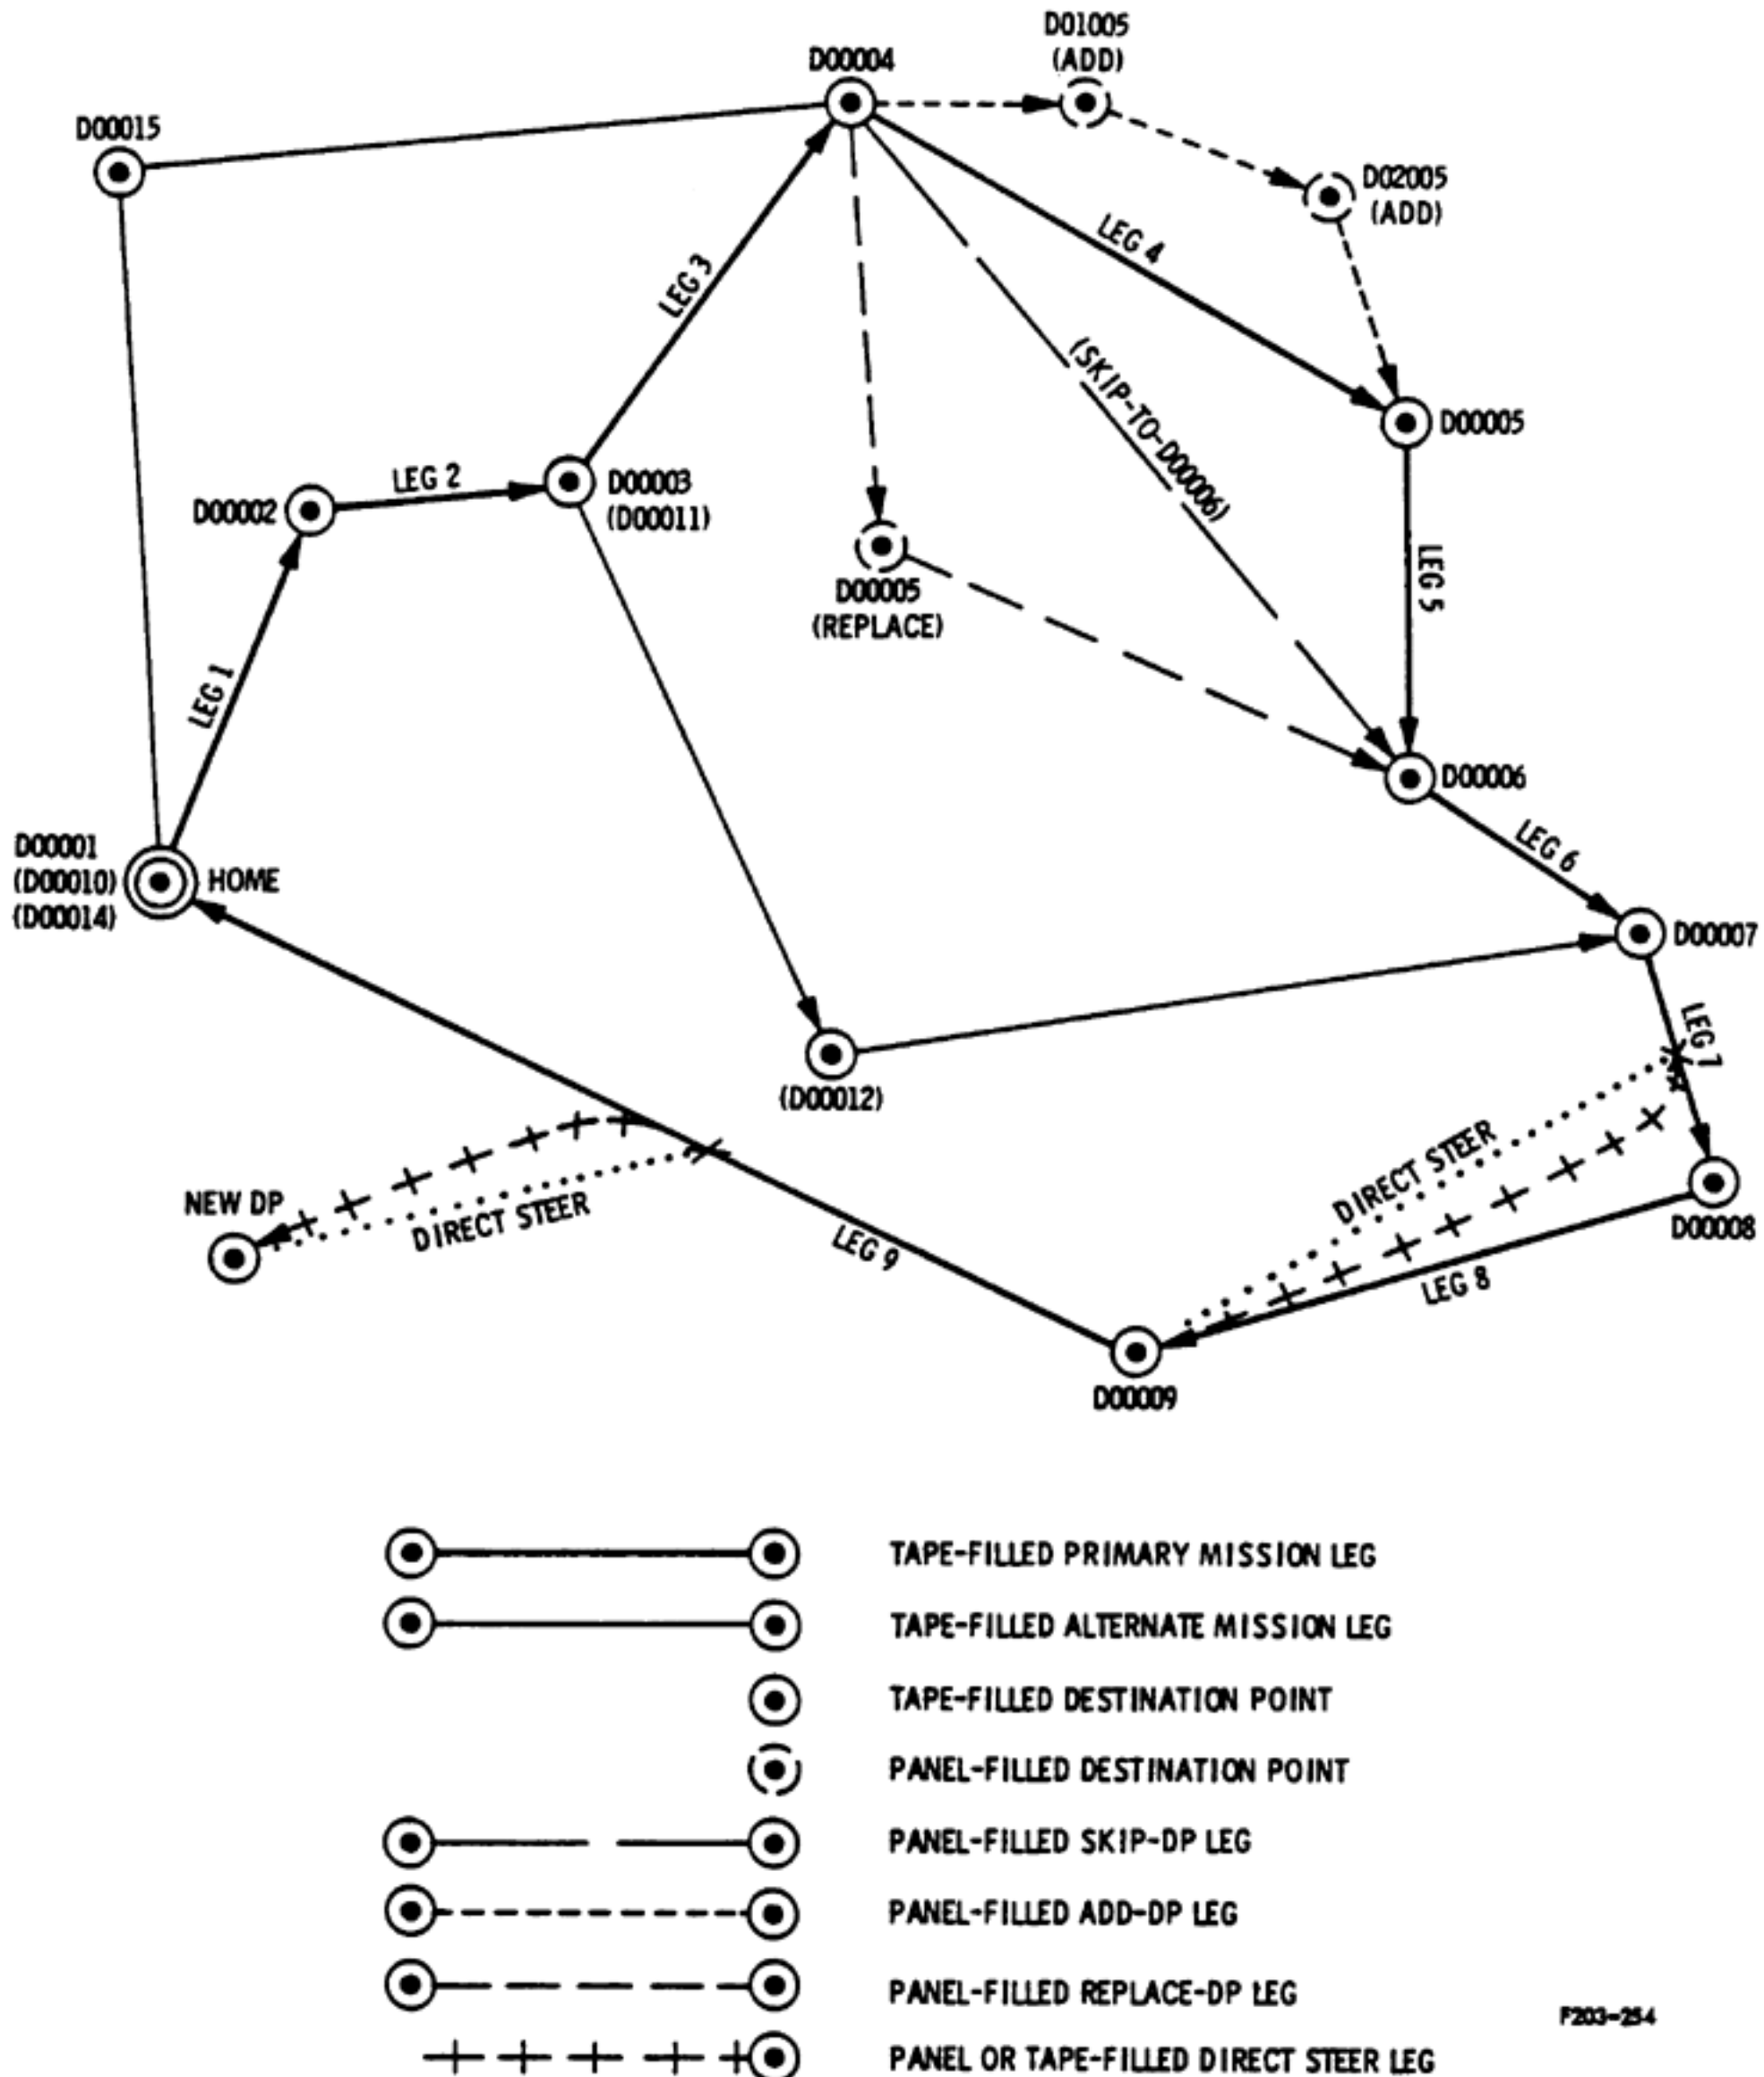 D01005
(ADD)
D00004
D00015
D02005
(ADD)
LEG 4
LEG 3
(SKIP-TO-D0006)
D00005
LEG 2
D00003
(D00011)
D00002
LEG 5
D00005
(REPLACE)
LEG 1
D00006
LEG 6
D00001
(D00010)
(D00014)
HOME
D00007
LEG 7
(D00012)
DIRECT STEER
NEW DP
DIRECT STEER
D00008
LEG 9
LEG 8
D00009
TAPE-FILLED PRIMARY MISSION LEG
TAPE-FILLED ALTERNATE MISSION LEG
TAPE-FILLED DESTINATION POINT
PANEL-FILLED DESTINATION POINT
PANEL-FILLED SKIP-DP LEG
PANEL-FILLED ADD-DP LEG
PANEL-FILLED REPLACE-DP LEG
F203-254
PANEL OR TAPE-FILLED DIRECT STEER LEG